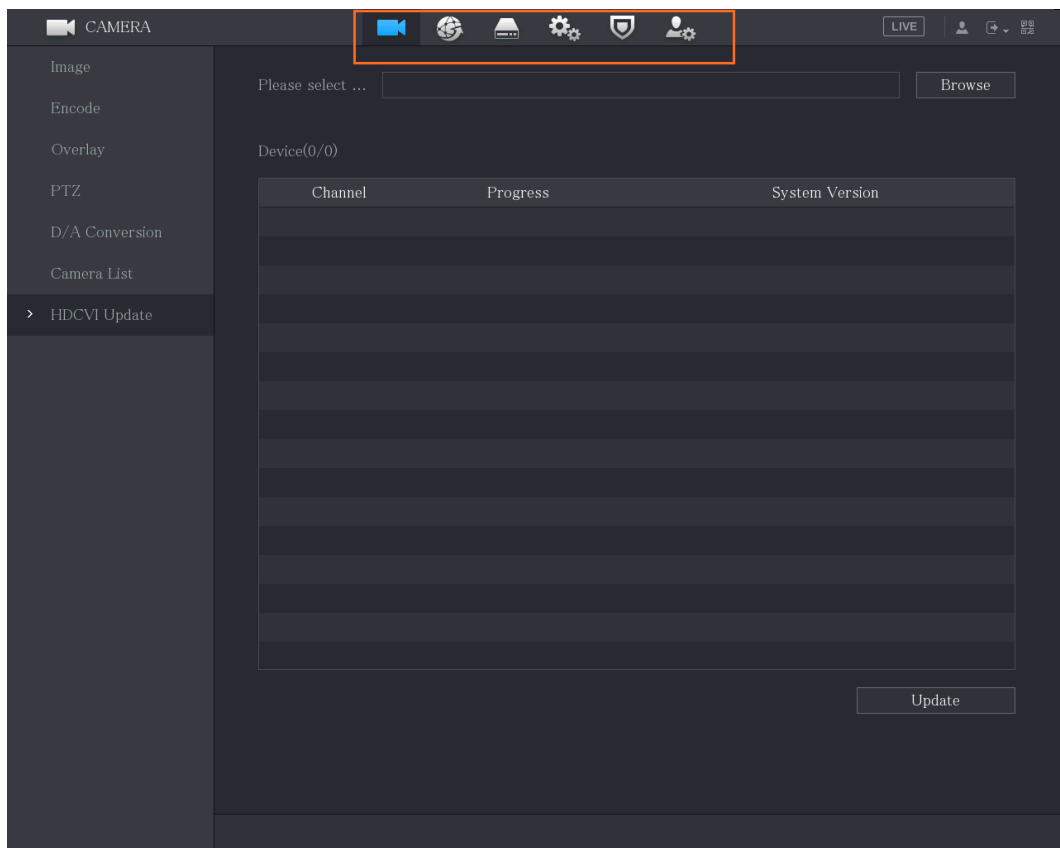 CAMERA
LIVE
Image
Encode
Overlay
PTZ
D/A Conversion
Camera List
HDCVI Update
Please select ...
Browse
Device(0/0)
Channel Progress System Version
Update